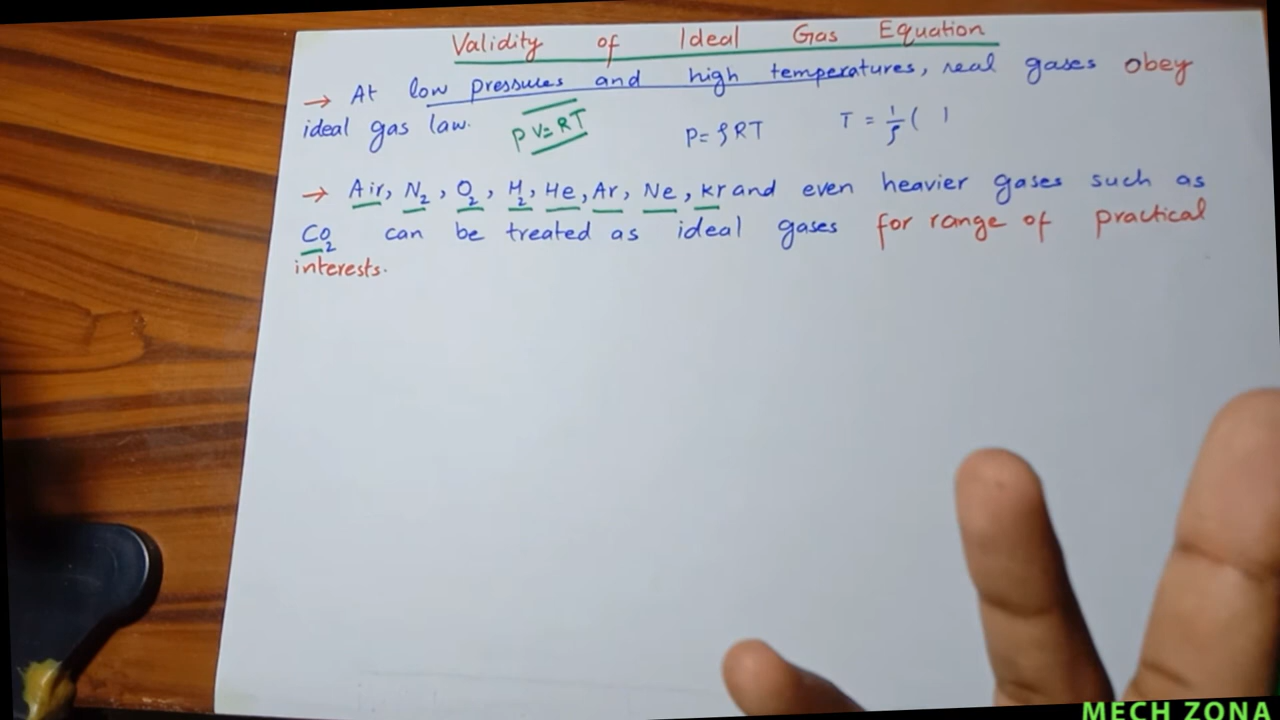 Validity of Ideal Gas Equation
→ At low pressures and high temperatures, real gases obey
ideal gas law. PV=RT P=ρRT T=1/ρ( )
→ Air, N₂, O₂, H₂, He, Ar, Ne, kr and even heavier gases such as
Co₂ can be treated as ideal gases for range of practical
interests.
MECH ZONA